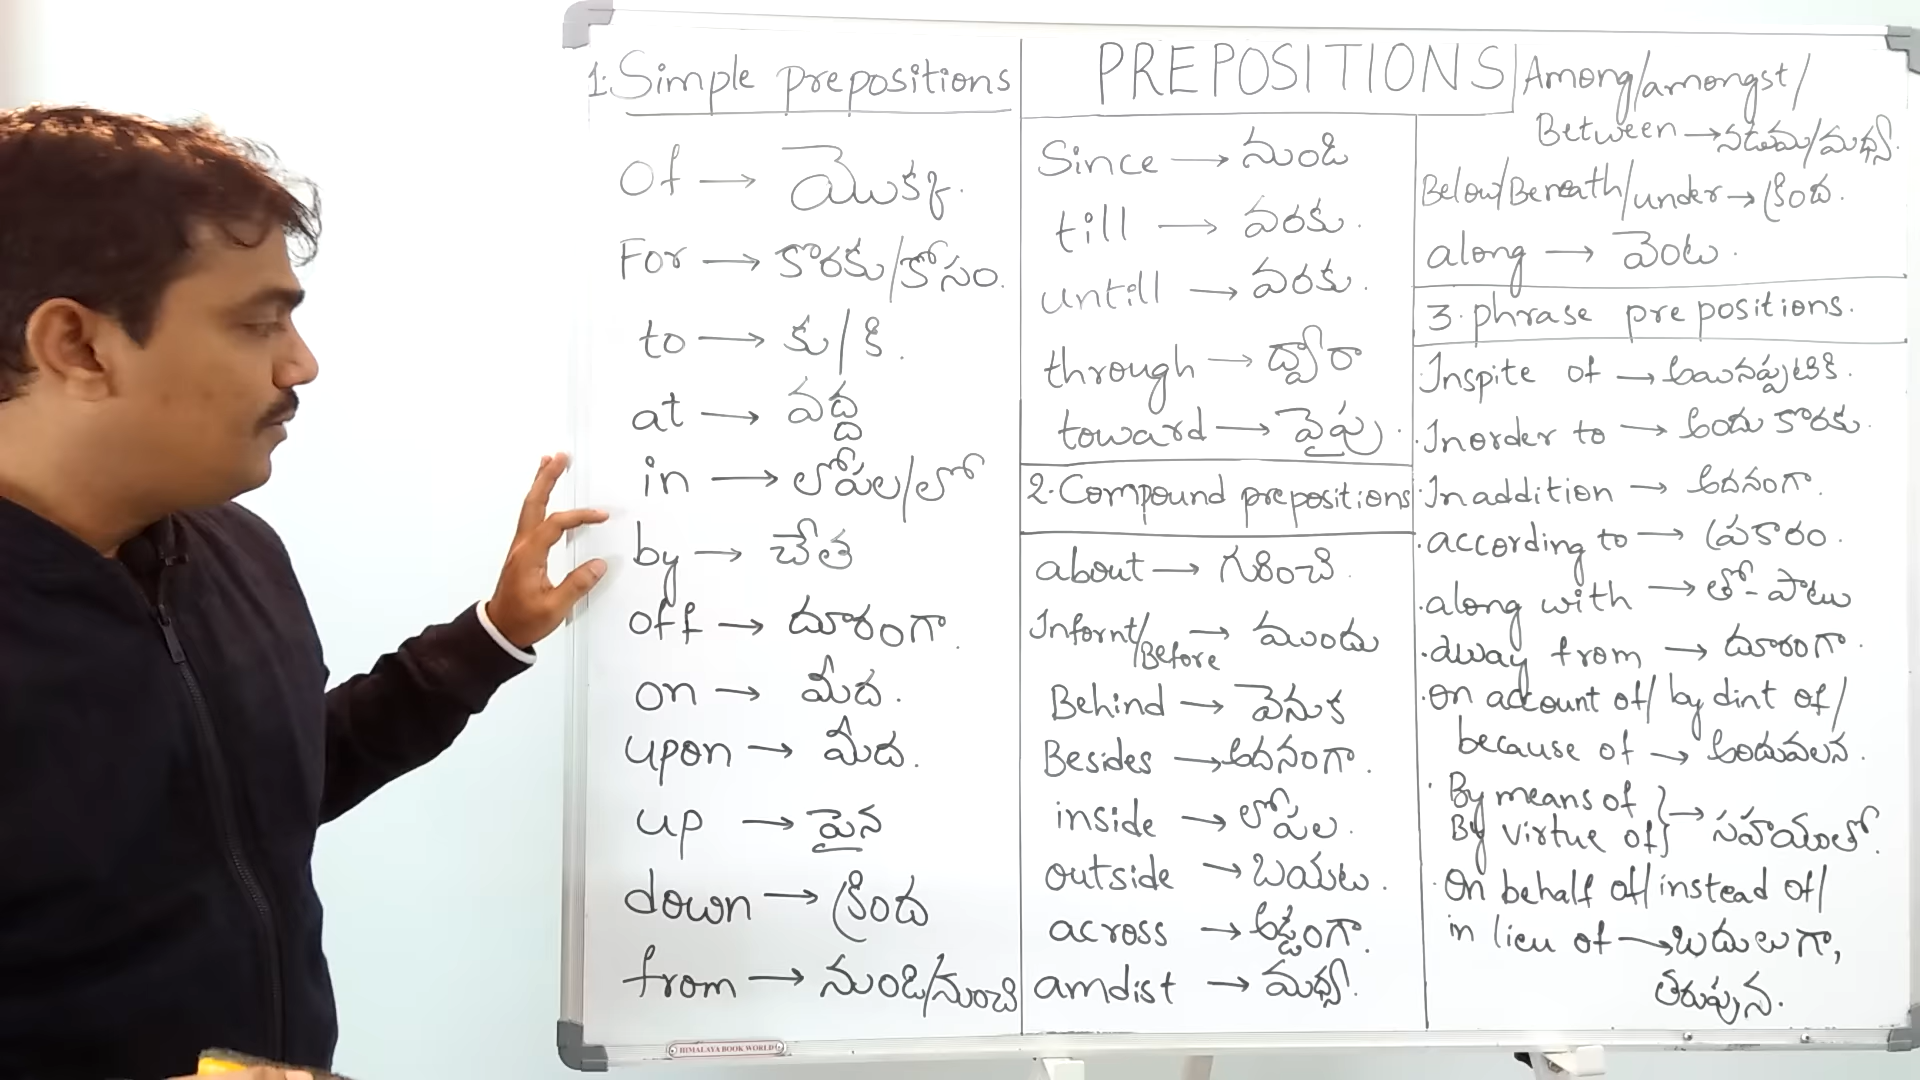 PREPOSITIONS
1. Simple prepositions
Of → యొక్క.
For → కొరకు/కోసం.
to → కు/కి.
at → వద్ద
in → లోపల/లో
by → చేత
off → దూరంగా.
on → మీద.
upon → మీద.
up → పైన
down → క్రింద
from → నుండి/నుంచి
Since → నుండి
till → వరకు.
untill → వరకు.
through → ద్వారా
toward → వైపు.
2. Compound prepositions
about → గురించి.
Infornt/Before → ముందు
Behind → వెనుక
Besides → అదనంగా.
inside → లోపల.
outside → బయట.
across → అడ్డంగా.
amdist → మధ్య.
Among/amongst/
Between → నడుమ/మధ్య.
Below/Beneath/under → క్రింద.
along → వెంట.
3. phrase prepositions.
Inspite of → అయినప్పటికి.
Inorder to → అందు కొరకు.
Inaddition → అదనంగా.
according to → ప్రకారం.
along with → తో-పాటు
away from → దూరంగా.
On account of/ by dint of/
because of → అందువలన.
By means of
By virtue of } → సహాయంతో.
On behalf of/instead of/
in lieu of → బదులుగా,
తరుపున.
HIMALAYA BOOK WORLD